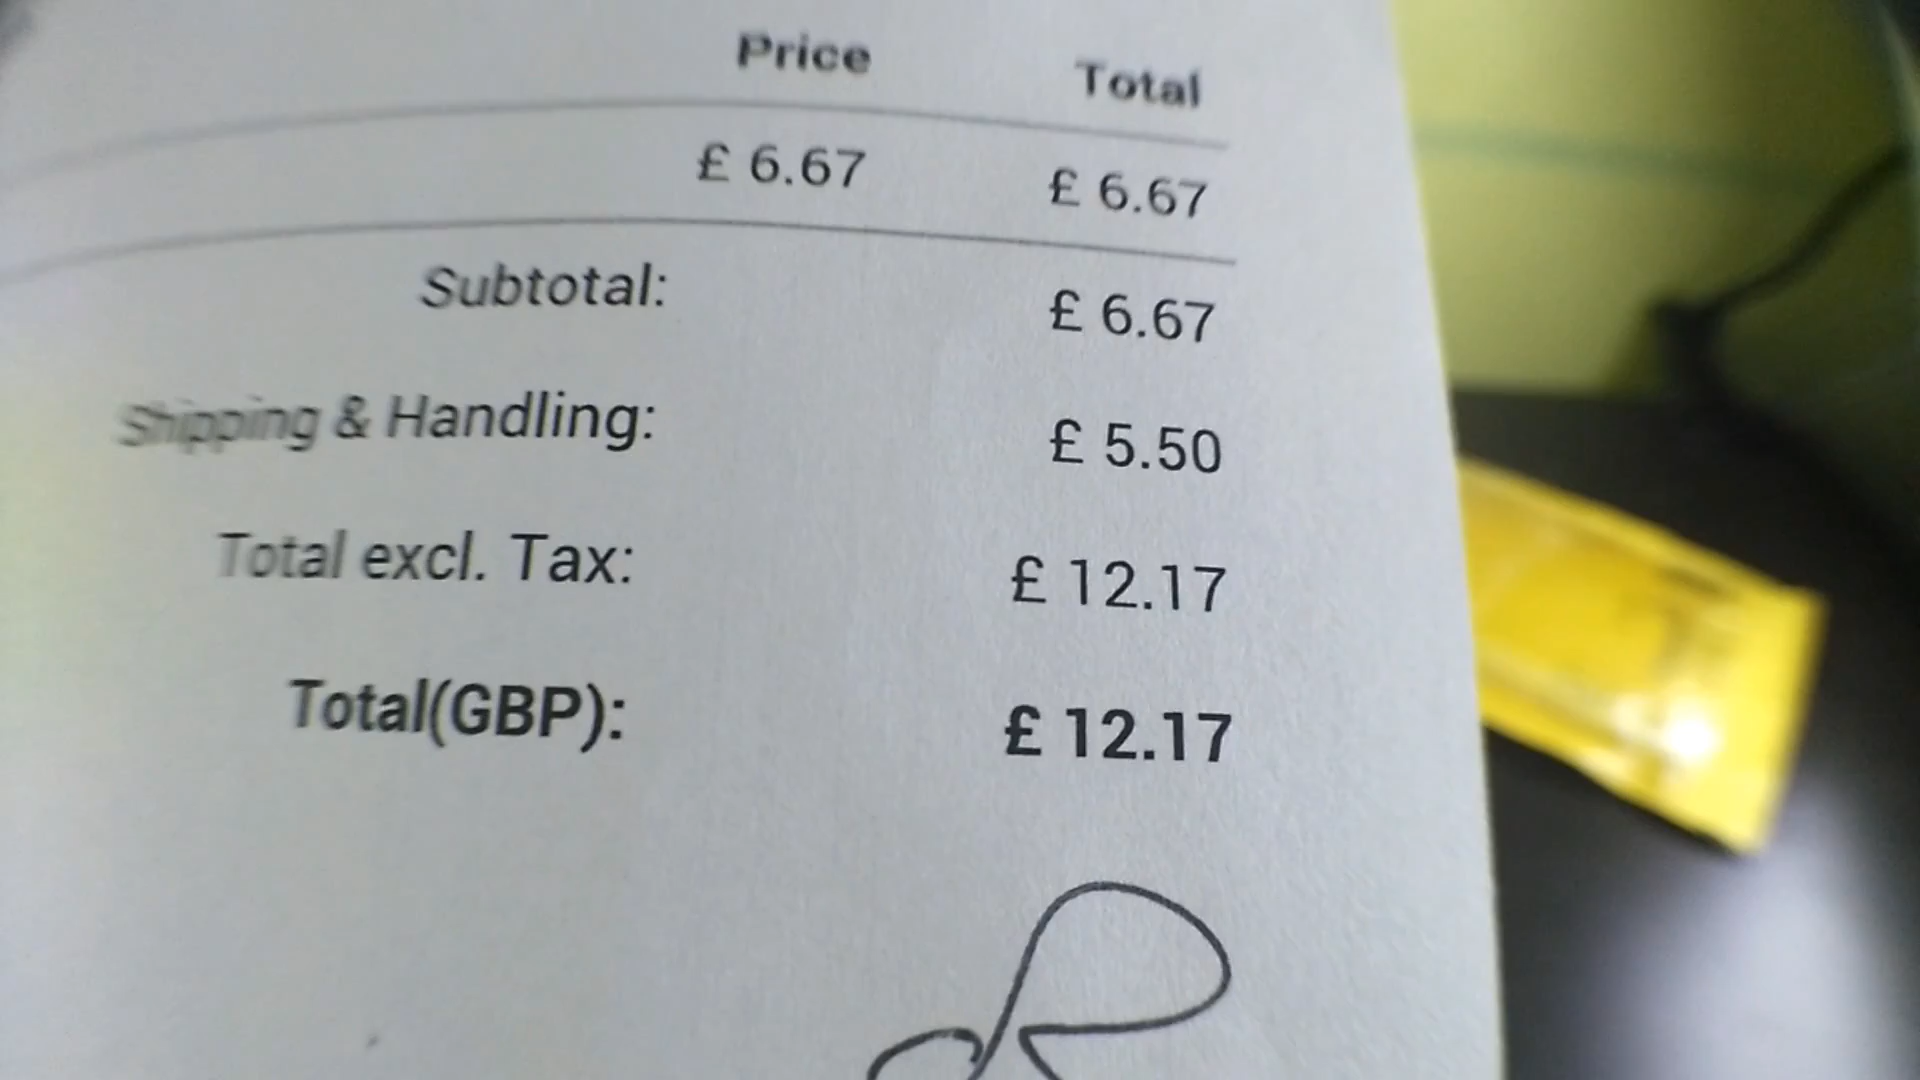 Price Total
£ 6.67 £ 6.67
Subtotal: £ 6.67
Shipping & Handling: £ 5.50
Total excl. Tax: £ 12.17
Total(GBP): £ 12.17